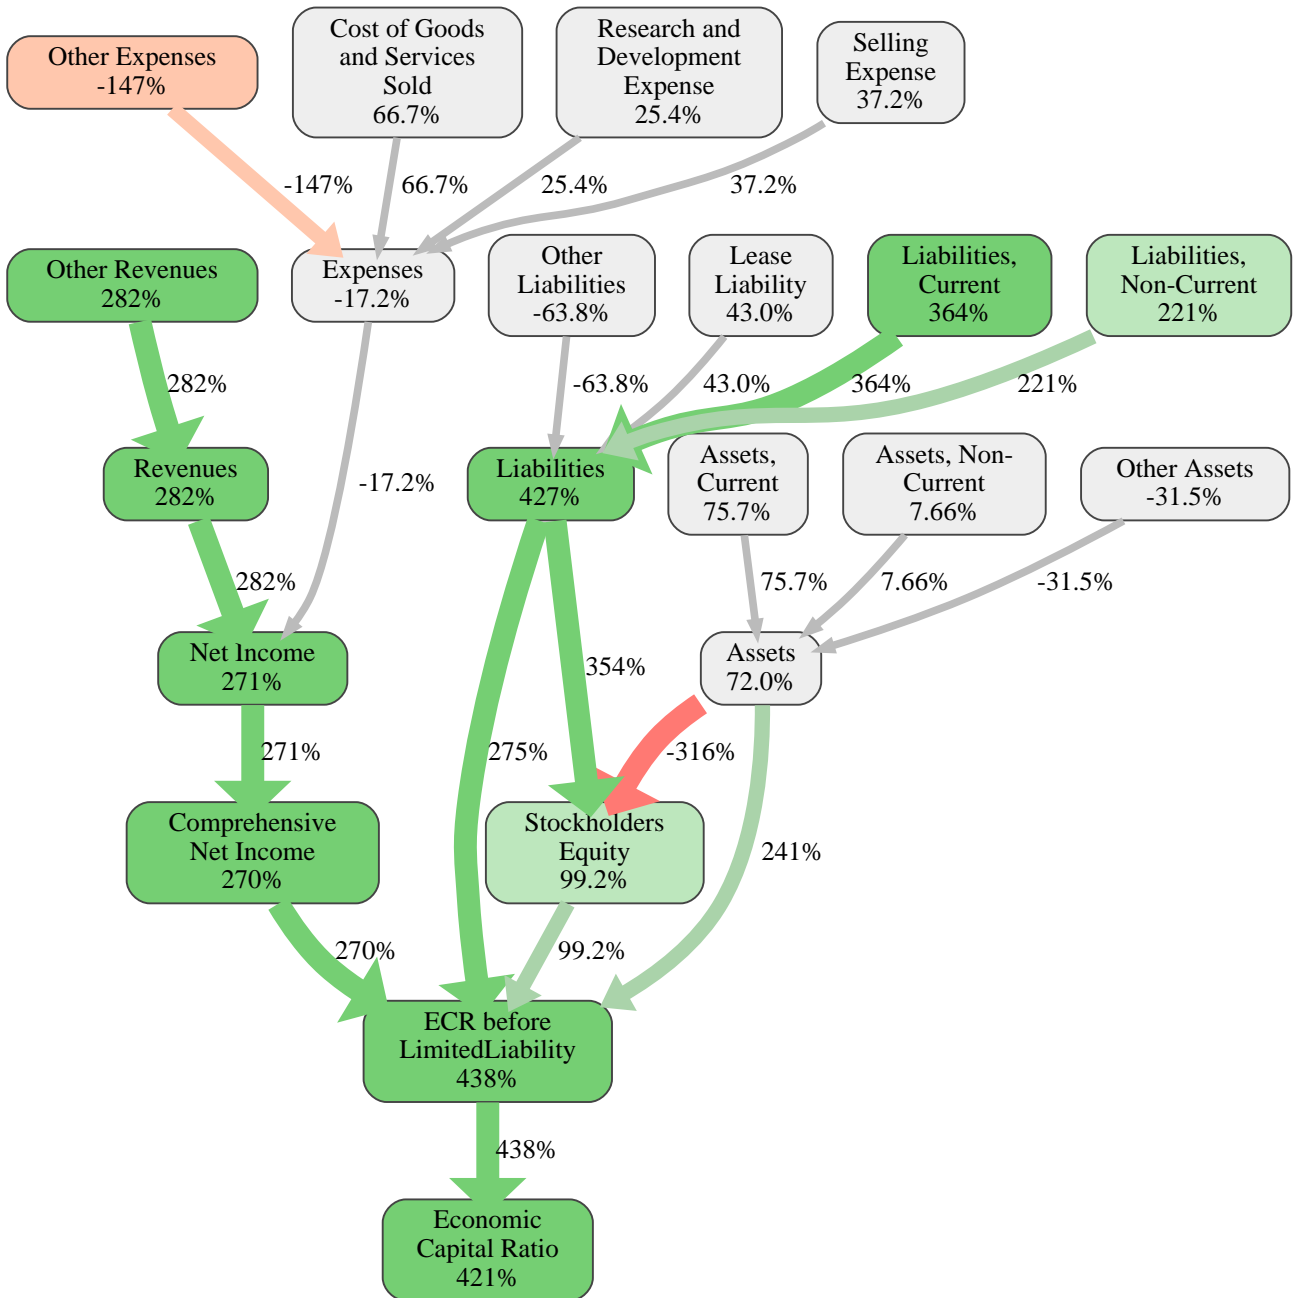 Other Expenses
-147%
Cost of Goods
and Services
Sold
66.7%
Research and
Development
Expense
25.4%
Selling
Expense
37.2%
-147%
66.7%
25.4%
37.2%
Other Revenues
282%
Expenses
-17.2%
Other
Liabilities
-63.8%
Lease
Liability
43.0%
Liabilities,
Current
364%
Liabilities,
Non-Current
221%
282%
-63.8%
43.0%
364%
221%
Revenues
282%
-17.2%
Liabilities
427%
Assets,
Current
75.7%
Assets, Non-
Current
7.66%
Other Assets
-31.5%
282%
75.7%
7.66%
-31.5%
Net Income
271%
354%
Assets
72.0%
271%
275%
-316%
Comprehensive
Net Income
270%
Stockholders
Equity
99.2%
241%
270%
99.2%
ECR before
LimitedLiability
438%
438%
Economic
Capital Ratio
421%